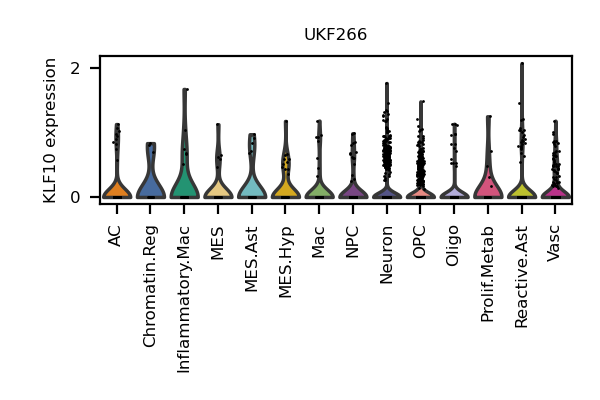 UKF266
KLF10 expression
2
0
AC
Chromatin.Reg
Inflammatory.Mac
MES
MES.Ast
MES.Hyp
Mac
NPC
Neuron
OPC
Oligo
Prolif.Metab
Reactive.Ast
Vasc